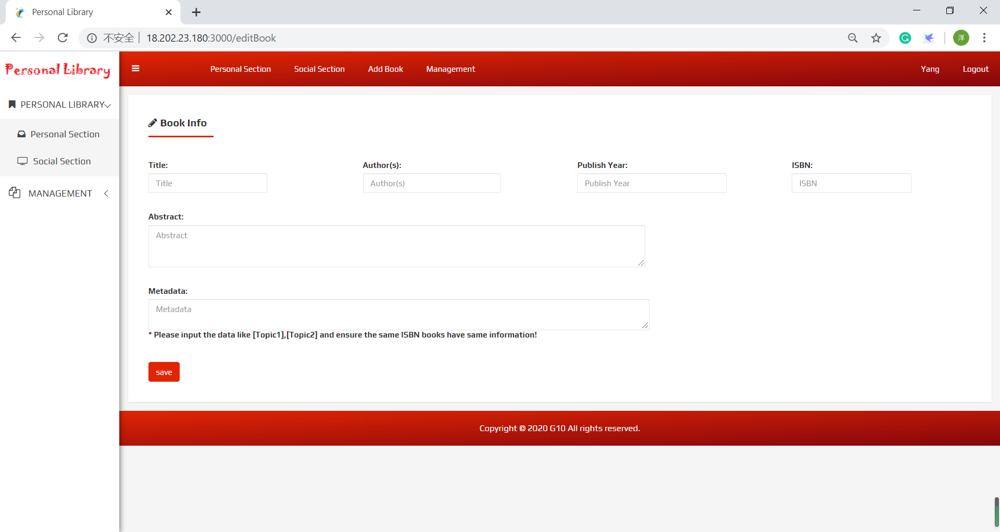 Personal Library
不安全 18.202.23.180:3000/editBook
洋
Personal Library
Personal Section Social Section Add Book Management Yang Logout
PERSONAL LIBRARY
Personal Section
Social Section
MANAGEMENT
Book Info
Title: Author(s): Publish Year: ISBN:
Title Author(s) Publish Year ISBN
Abstract:
Abstract
Metadata:
Metadata
* Please input the data like [Topic1],[Topic2] and ensure the same ISBN books have same information!
save
Copyright © 2020 G10 All rights reserved.